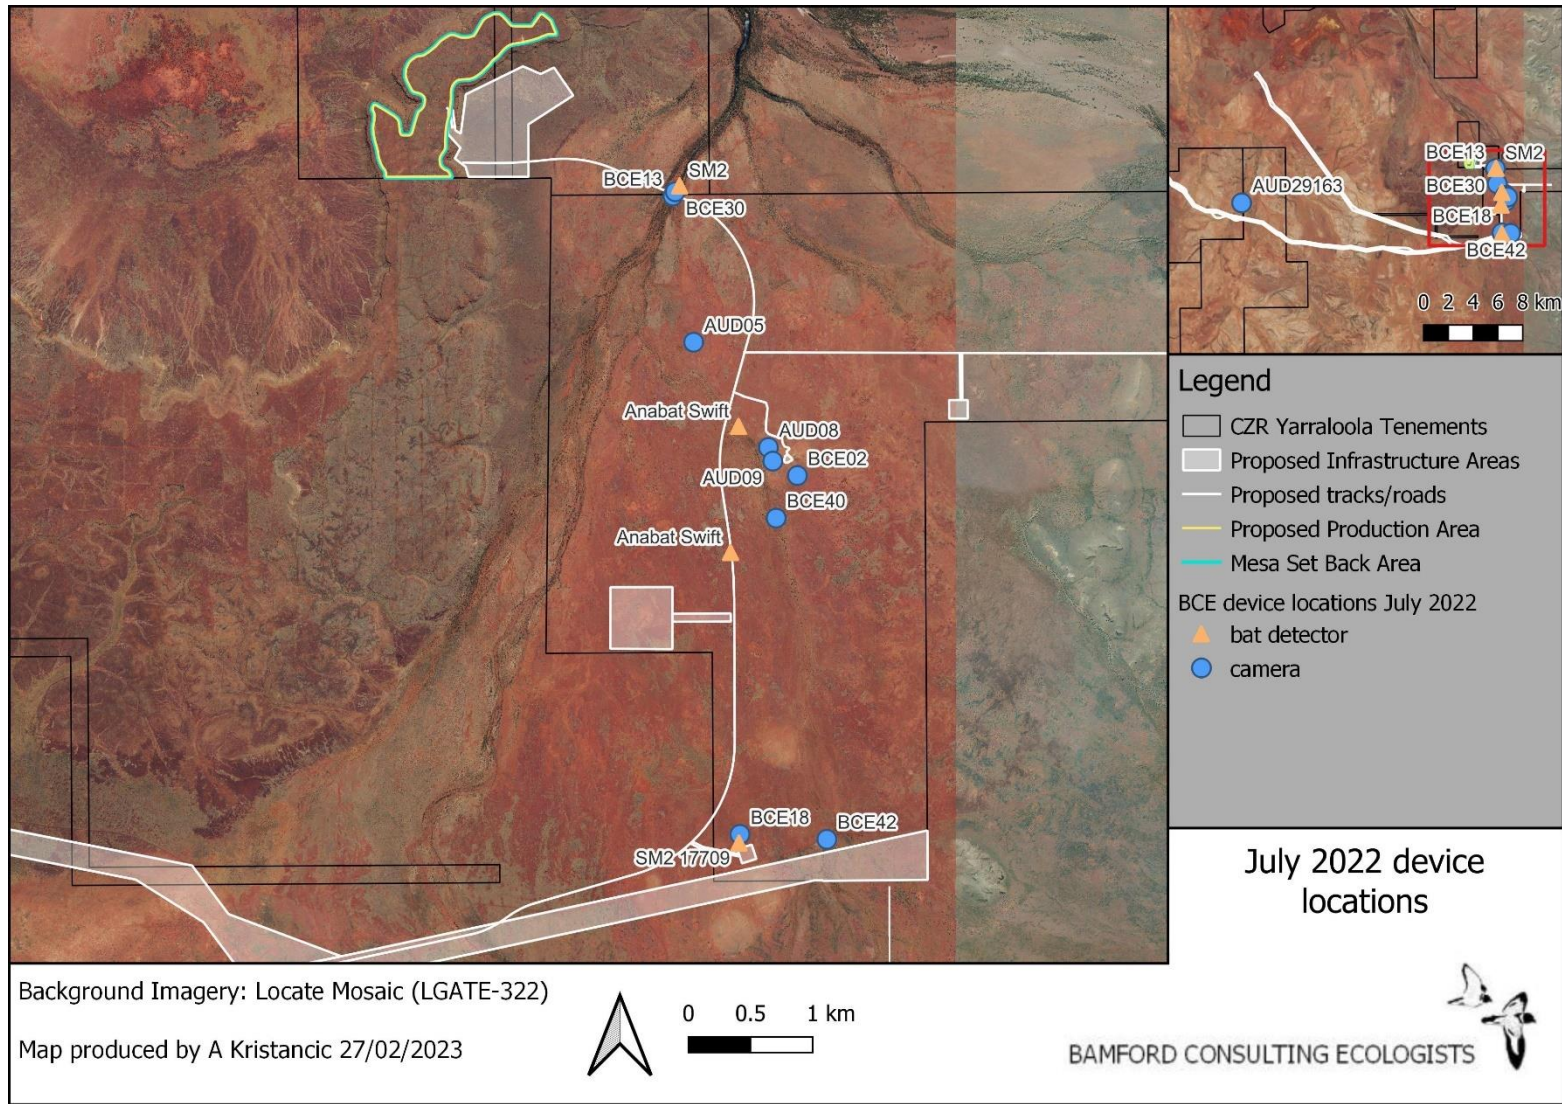 SM2
BCE13
BCE30
AUD05
Anabat Swift
AUD08
BCE02
AUD09
BCE40
Anabat Swift
BCE18
BCE42
SM2 17709
BCE13
SM2
BCE30
AUD29163
BCE18
BCE42
0 2 4 6 8 km
Legend
CZR Yarraloola Tenements
Proposed Infrastructure Areas
Proposed tracks/roads
Proposed Production Area
Mesa Set Back Area
BCE device locations July 2022
bat detector
camera
July 2022 device
locations
Background Imagery: Locate Mosaic (LGATE-322)
Map produced by A Kristancic 27/02/2023
0 0.5 1 km
BAMFORD CONSULTING ECOLOGISTS